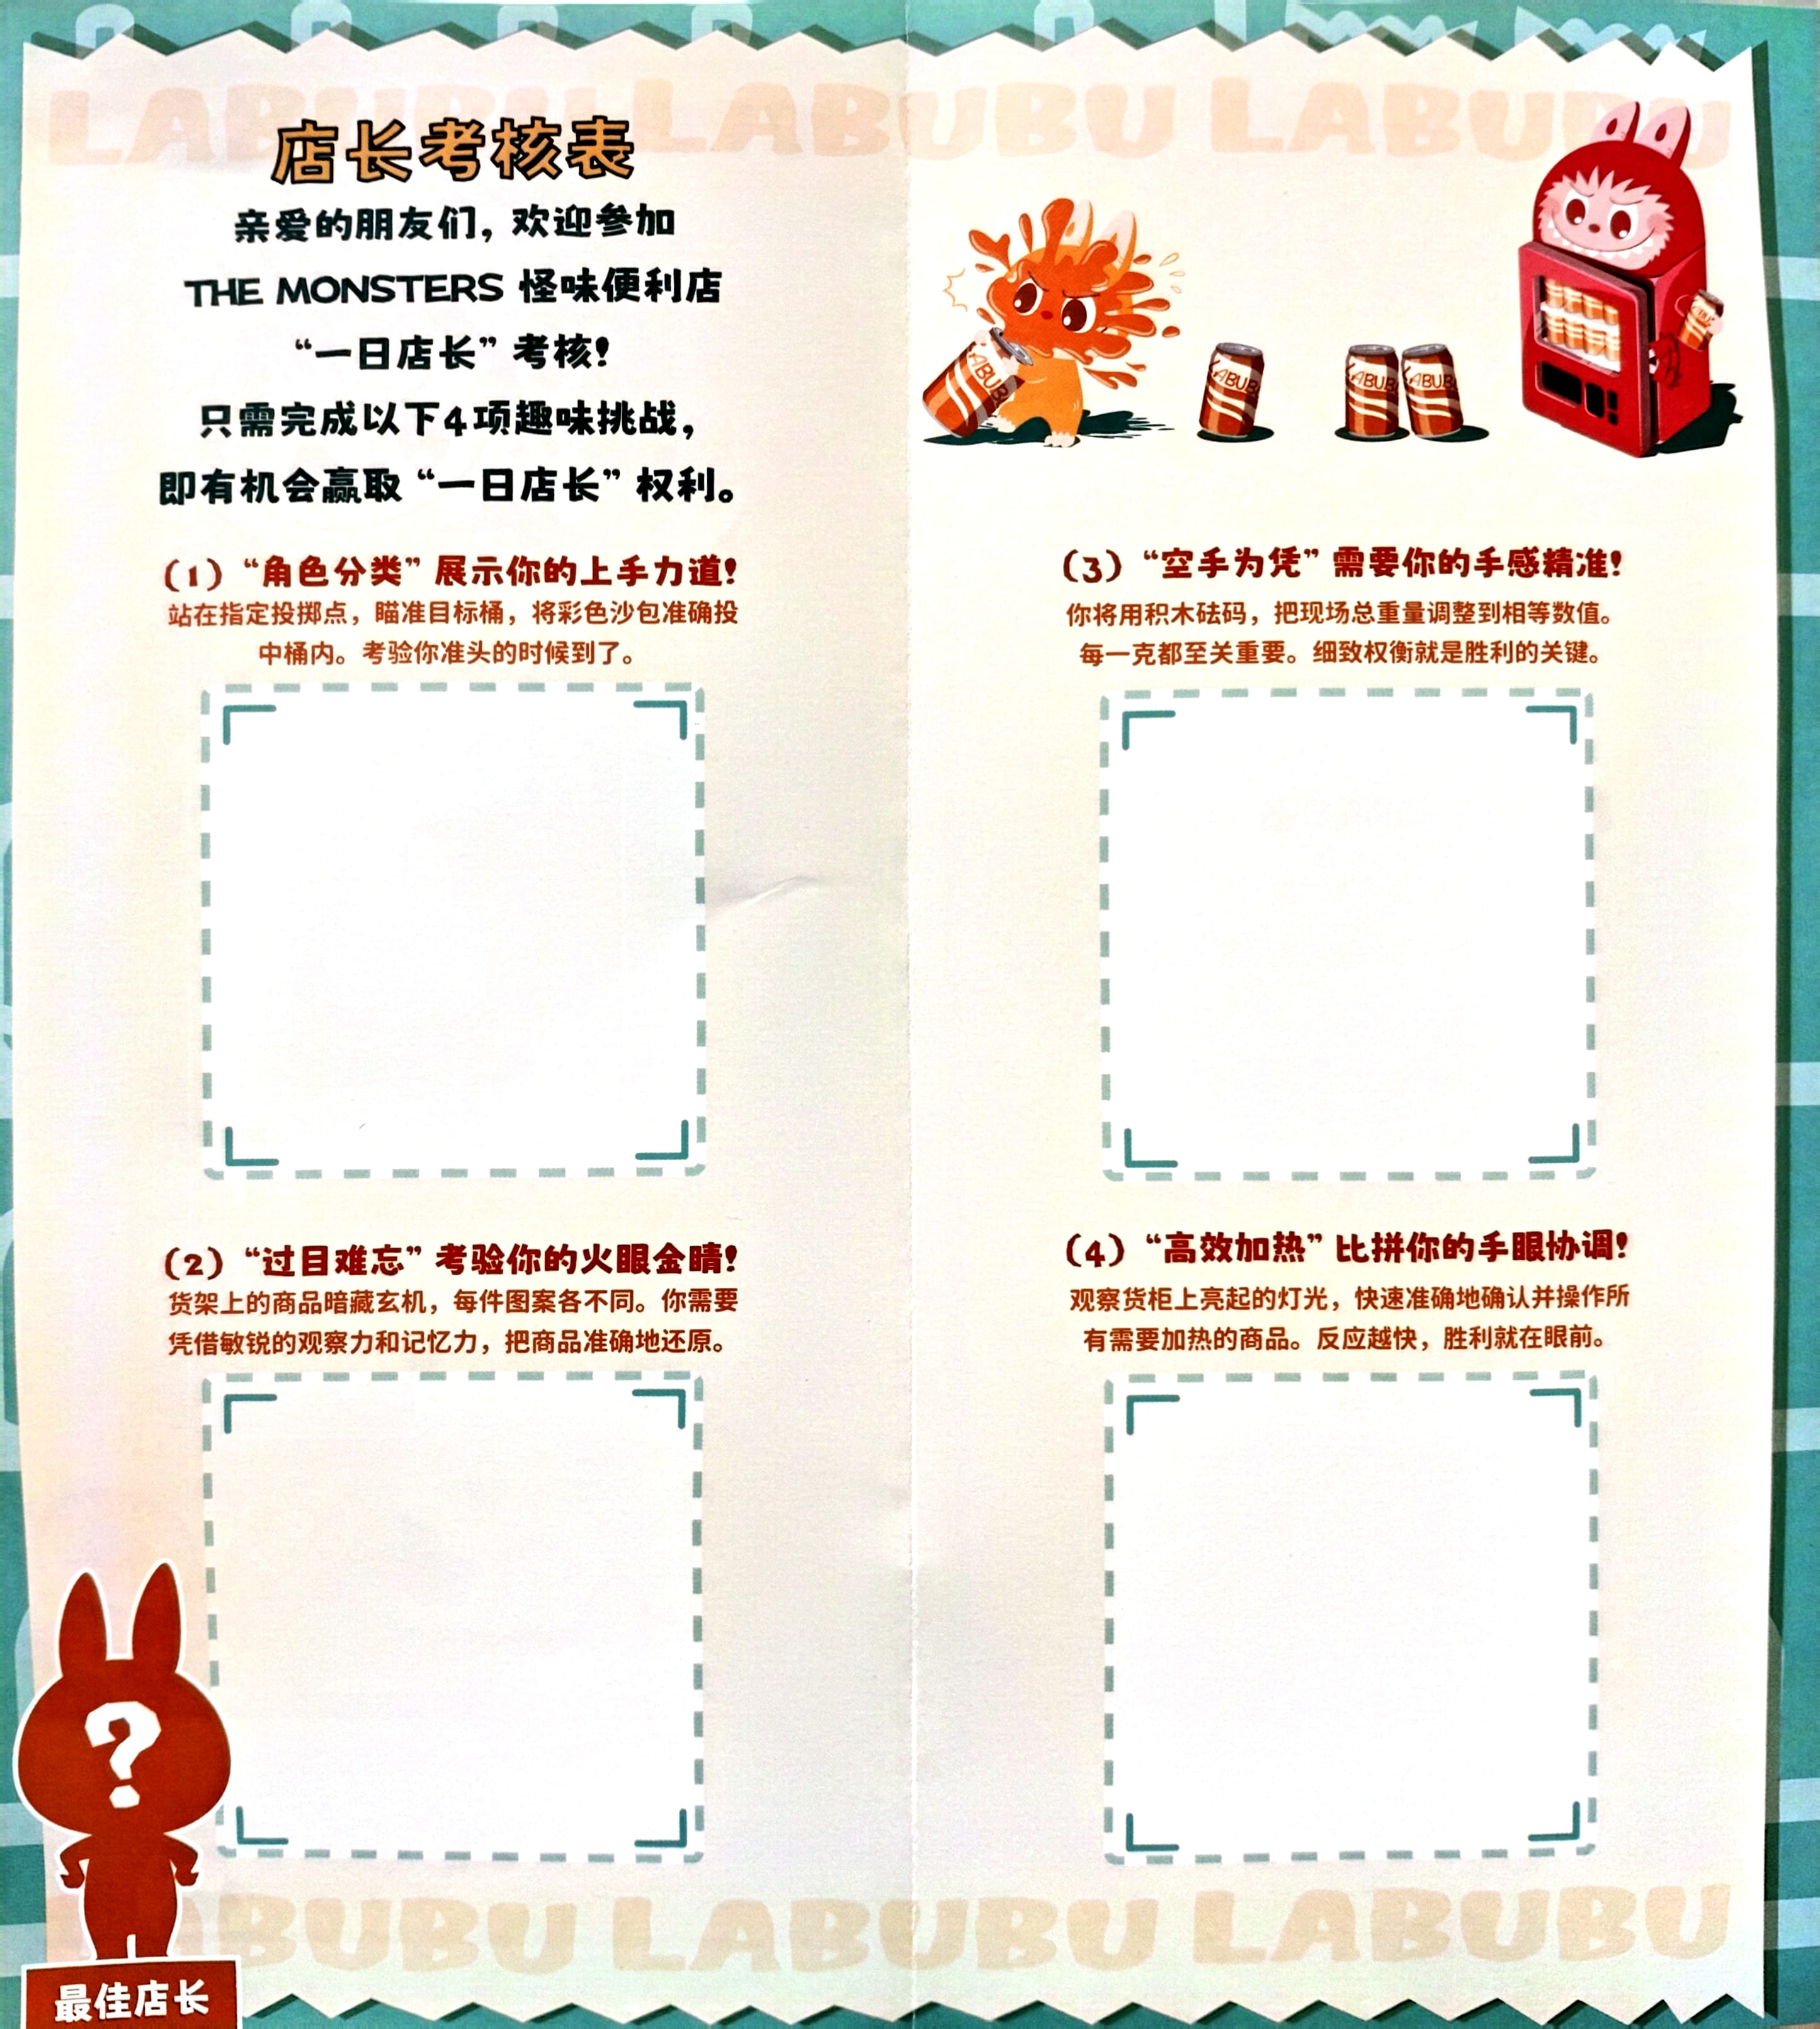 LABUBU LABUBU LABUBU
店长考核表
亲爱的朋友们，欢迎参加
THE MONSTERS 怪味便利店
“一日店长”考核！
只需完成以下4项趣味挑战，
即有机会赢取“一日店长”权利。
(1) “角色分类” 展示你的上手力道！
站在指定投掷点，瞄准目标桶，将彩色沙包准确投
中桶内。考验你准头的时候到了。
(2) “过目难忘” 考验你的火眼金睛！
货架上的商品暗藏玄机，每件图案各不同。你需要
凭借敏锐的观察力和记忆力，把商品准确地还原。
最佳店长
LABUBU
LABUBU
LABUBU
LABUBU
(3) “空手为凭” 需要你的手感精准！
你将用积木砝码，把现场总重量调整到相等数值。
每一克都至关重要。细致权衡就是胜利的关键。
(4) “高效加热” 比拼你的手眼协调！
观察货柜上亮起的灯光，快速准确地确认并操作所
有需要加热的商品。反应越快，胜利就在眼前。
LABUBU LABUBU LABUBU